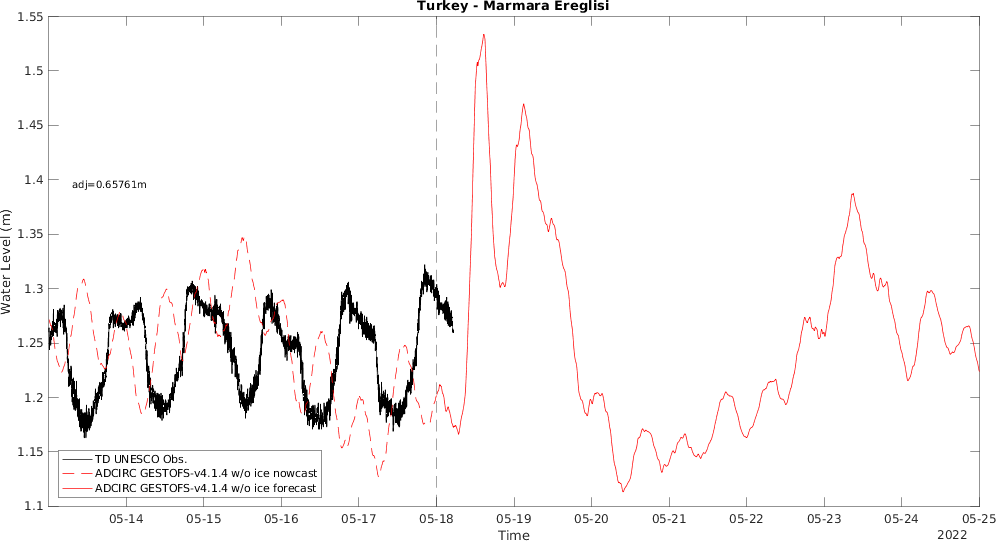 Turkey - Marmara Ereglisi
1.55
1.5
1.45
1.4
1.35
1.3
1.25
1.2
1.15
1.1
Water Level (m)
adj=0.65761m
TD UNESCO Obs.
ADCIRC GESTOFS-v4.1.4 w/o ice nowcast
ADCIRC GESTOFS-v4.1.4 w/o ice forecast
05-14 05-15 05-16 05-17 05-18 05-19 05-20 05-21 05-22 05-23 05-24 05-25
Time
2022